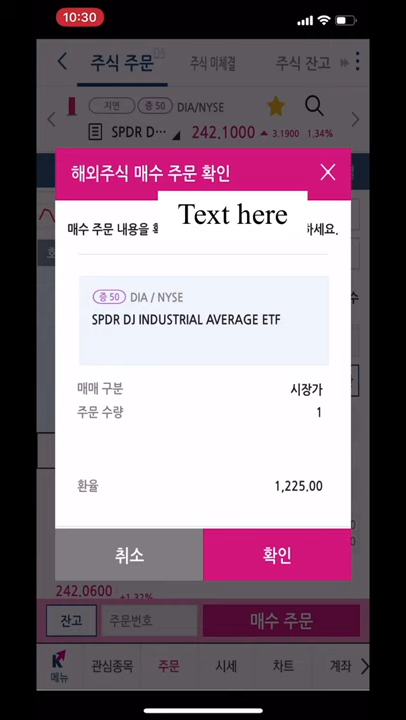 10:30
주식 주문
주식 미체결
주식 잔고
지연 증 50 DIA/NYSE
SPDR D··· 242.1000 3.1900 1.34%
해외주식 매수 주문 확인
Text here
매수 주문 내용을 하세요.
증 50 DIA / NYSE
SPDR DJ INDUSTRIAL AVERAGE ETF
매매 구분 시장가
주문 수량 1
환율 1,225.00
취소 확인
242.0600 +1.32%
잔고 주문번호 매수 주문
메뉴 관심종목 주문 시세 차트 계좌